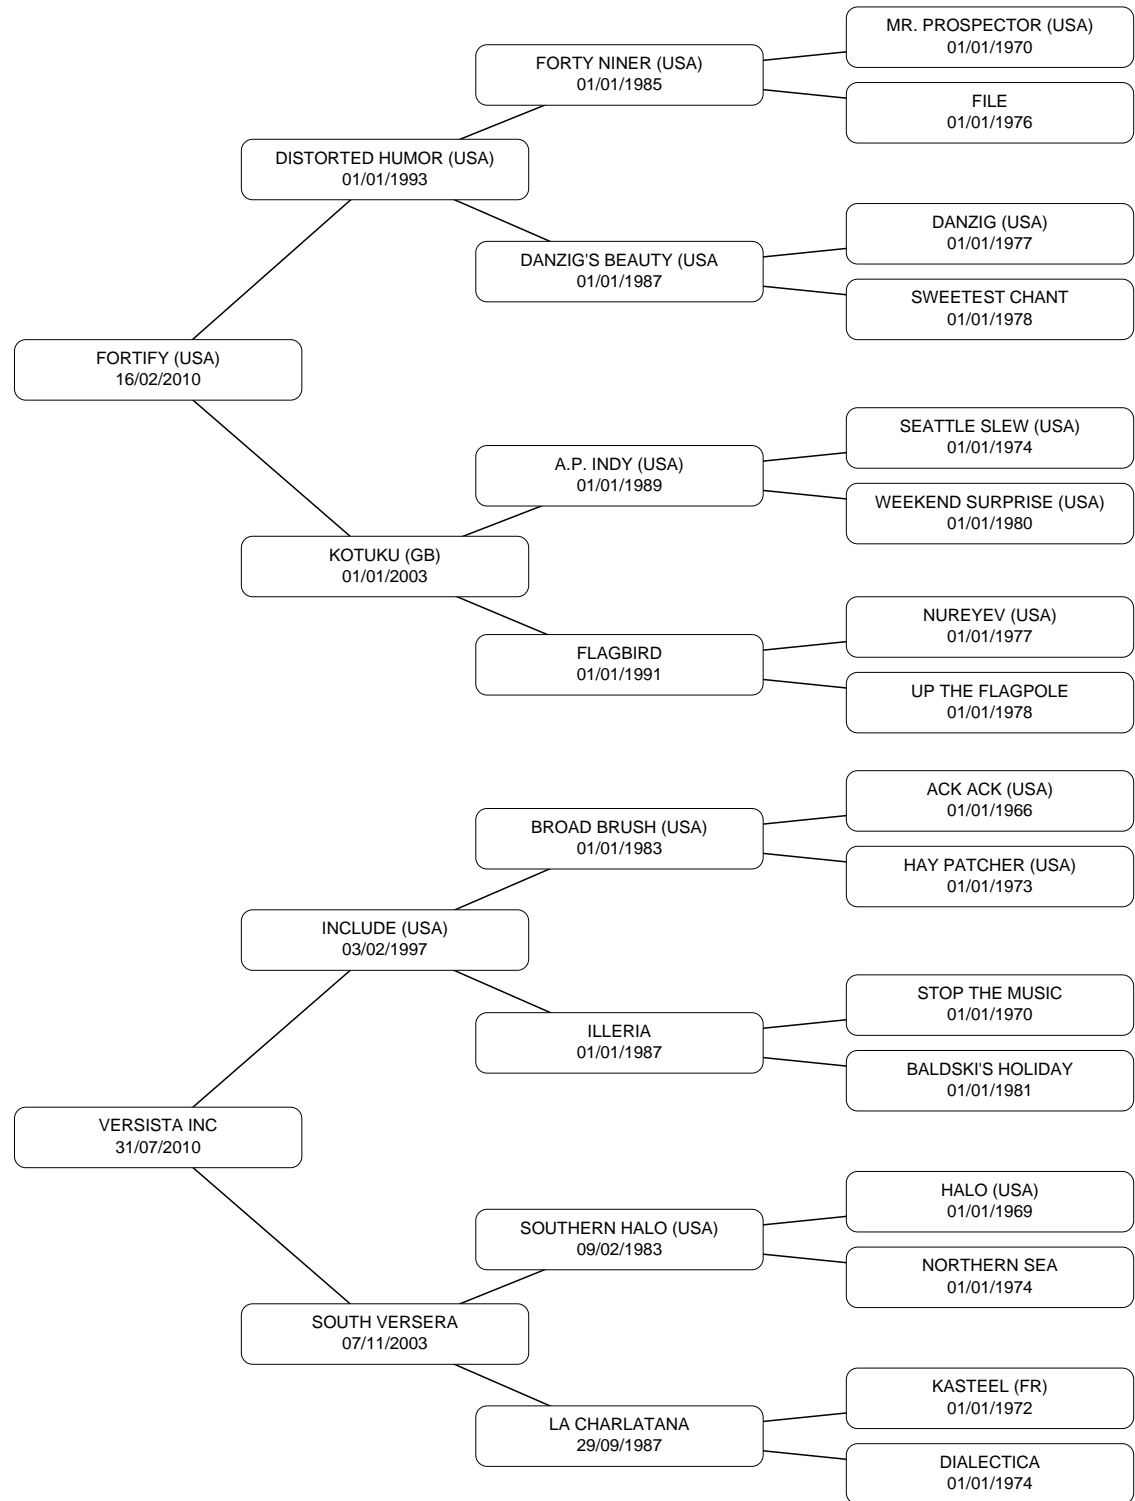 MR. PROSPECTOR (USA)
01/01/1970
FORTY NINER (USA)
01/01/1985
FILE
01/01/1976
DISTORTED HUMOR (USA)
01/01/1993
DANZIG (USA)
01/01/1977
DANZIG'S BEAUTY (USA
01/01/1987
SWEETEST CHANT
01/01/1978
FORTIFY (USA)
16/02/2010
SEATTLE SLEW (USA)
01/01/1974
A.P. INDY (USA)
01/01/1989
WEEKEND SURPRISE (USA)
01/01/1980
KOTUKU (GB)
01/01/2003
NUREYEV (USA)
01/01/1977
FLAGBIRD
01/01/1991
UP THE FLAGPOLE
01/01/1978
ACK ACK (USA)
01/01/1966
BROAD BRUSH (USA)
01/01/1983
HAY PATCHER (USA)
01/01/1973
INCLUDE (USA)
03/02/1997
STOP THE MUSIC
01/01/1970
ILLERIA
01/01/1987
BALDSKI'S HOLIDAY
01/01/1981
VERSISTA INC
31/07/2010
HALO (USA)
01/01/1969
SOUTHERN HALO (USA)
09/02/1983
NORTHERN SEA
01/01/1974
SOUTH VERSERA
07/11/2003
KASTEEL (FR)
01/01/1972
LA CHARLATANA
29/09/1987
DIALECTICA
01/01/1974